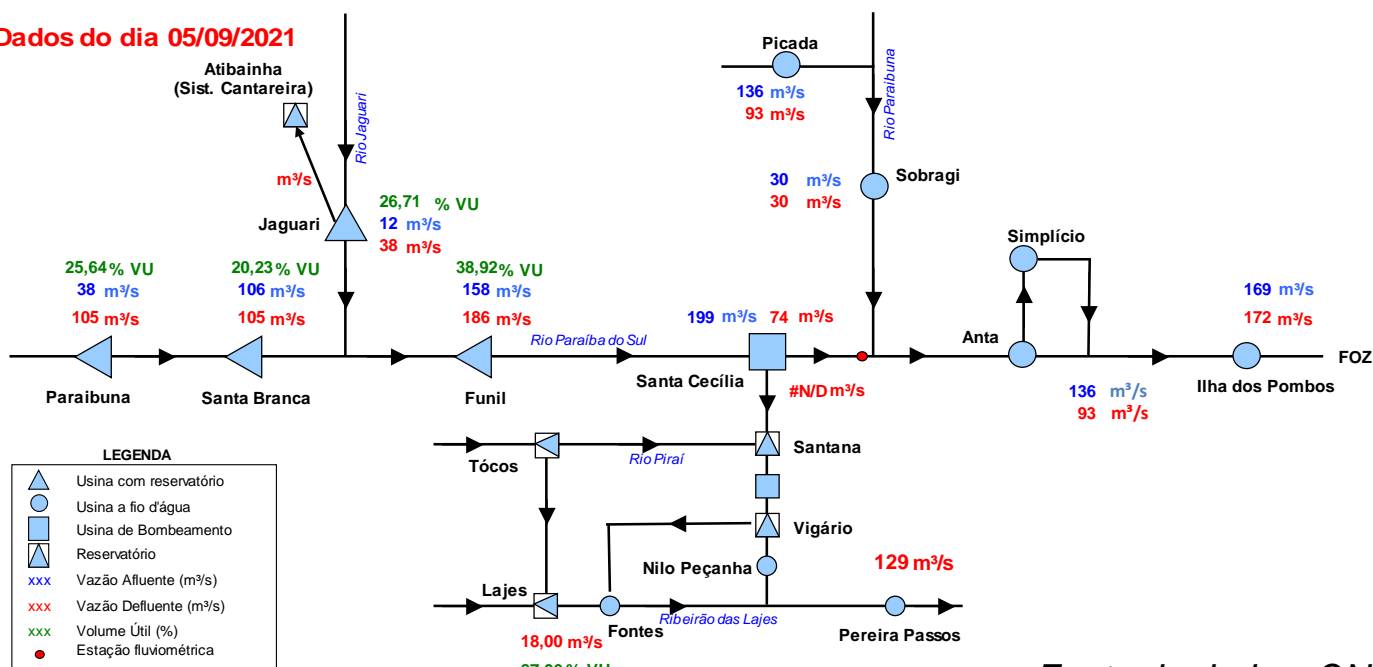 Dados do dia 05/09/2021
Atibainha
(Sist. Cantareira)
Rio Jaguari
m³/s
Jaguari
26,71 % VU
12 m³/s
38 m³/s
Picada
136 m³/s
93 m³/s
Rio Paraibuna
30 m³/s
30 m³/s
Sobragi
25,64 % VU
38 m³/s
105 m³/s
Paraibuna
20,23 % VU
106 m³/s
105 m³/s
Santa Branca
38,92 % VU
158 m³/s
186 m³/s
Funil
Rio Paraíba do Sul
199 m³/s 74 m³/s
Santa Cecília
#N/D m³/s
Simplício
Anta
136 m³/s
93 m³/s
169 m³/s
172 m³/s
Ilha dos Pombos
FOZ
Tócos
Rio Piraí
Santana
Vigário
Nilo Peçanha
129 m³/s
Lajes
18,00 m³/s
Fontes
Ribeirão das Lajes
Pereira Passos
LEGENDA
Usina com reservatório
Usina a fio d'água
Usina de Bombeamento
Reservatório
xxx Vazão Afluente (m³/s)
xxx Vazão Defluente (m³/s)
xxx Volume Útil (%)
Estação fluviométrica